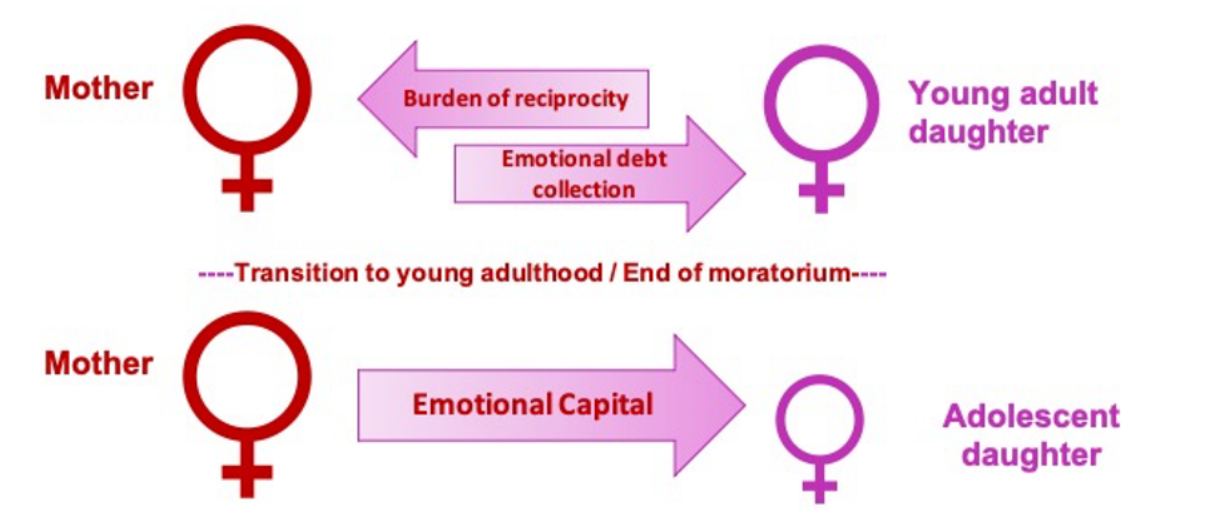 Mother
Burden of reciprocity
Young adult
daughter
Emotional debt
collection
----Transition to young adulthood / End of moratorium----
Mother
Emotional Capital
Adolescent
daughter